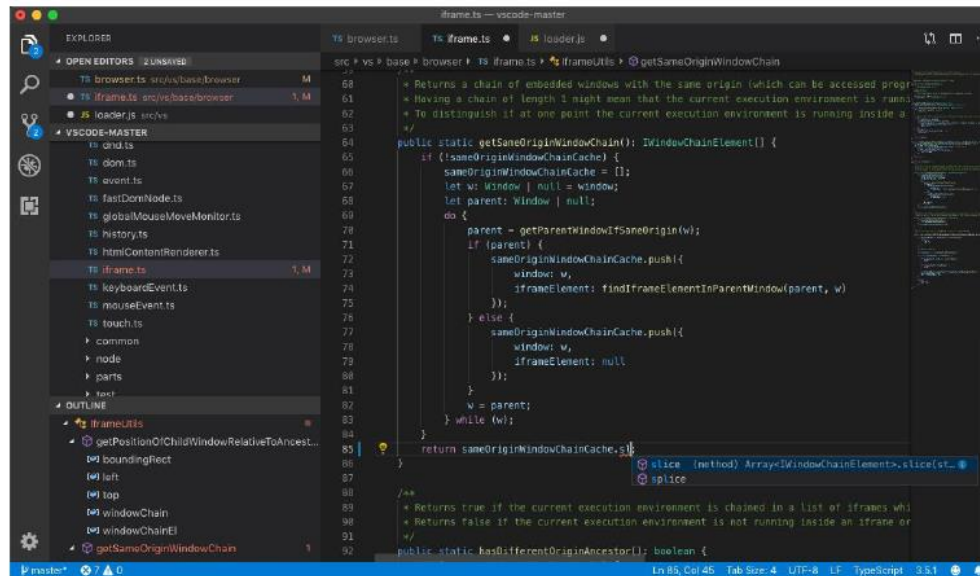 iframe.ts — vscode-master
EXPLORER
TS browser.ts
TS iframe.ts
JS loader.js
OPEN EDITORS 2 UNSAVED
src vs base browser TS iframe.ts IframeUtils getSameOriginWindowChain
TS browser.ts src/vs/base/browser M
TS iframe.ts src/vs/base/browser 1, M
JS loader.js src/vs
VSCODE-MASTER
TS dnd.ts
TS dom.ts
TS event.ts
TS fastDomNode.ts
TS globalMouseMoveMonitor.ts
TS history.ts
TS htmlContentRenderer.ts
TS iframe.ts 1, M
TS keyboardEvent.ts
TS mouseEvent.ts
TS touch.ts
common
node
parts
test
OUTLINE
IframeUtils
getPositionOfChildWindowRelativeToAncest...
boundingRect
left
top
windowChain
windowChainEl
getSameOriginWindowChain 1
59 /**
60 * Returns a chain of embedded windows with the same origin (which can be accessed progr
61 * Having a chain of length 1 might mean that the current execution environment is runni
62 * To distinguish if at one point the current execution environment is running inside a
63 */
64 public static getSameOriginWindowChain(): IWindowChainElement[] {
65 if (!sameOriginWindowChainCache) {
66 sameOriginWindowChainCache = [];
67 let w: Window | null = window;
68 let parent: Window | null;
69 do {
70 parent = getParentWindowIfSameOrigin(w);
71 if (parent) {
72 sameOriginWindowChainCache.push({
73 window: w,
74 iframeElement: findIframeElementInParentWindow(parent, w)
75 });
76 } else {
77 sameOriginWindowChainCache.push({
78 window: w,
79 iframeElement: null
80 });
81 }
82 w = parent;
83 } while (w);
84 }
85 return sameOriginWindowChainCache.sl;
slice (method) Array<IWindowChainElement>.slice(st…
86 }
splice
87
88 /**
89 * Returns true if the current execution environment is chained in a list of iframes whi
90 * Returns false if the current execution environment is not running inside an iframe or
91 */
92 public static hasDifferentOriginAncestor(): boolean {
master* 7 0
Ln 85, Col 45 Tab Size: 4 UTF-8 LF TypeScript 3.5.1